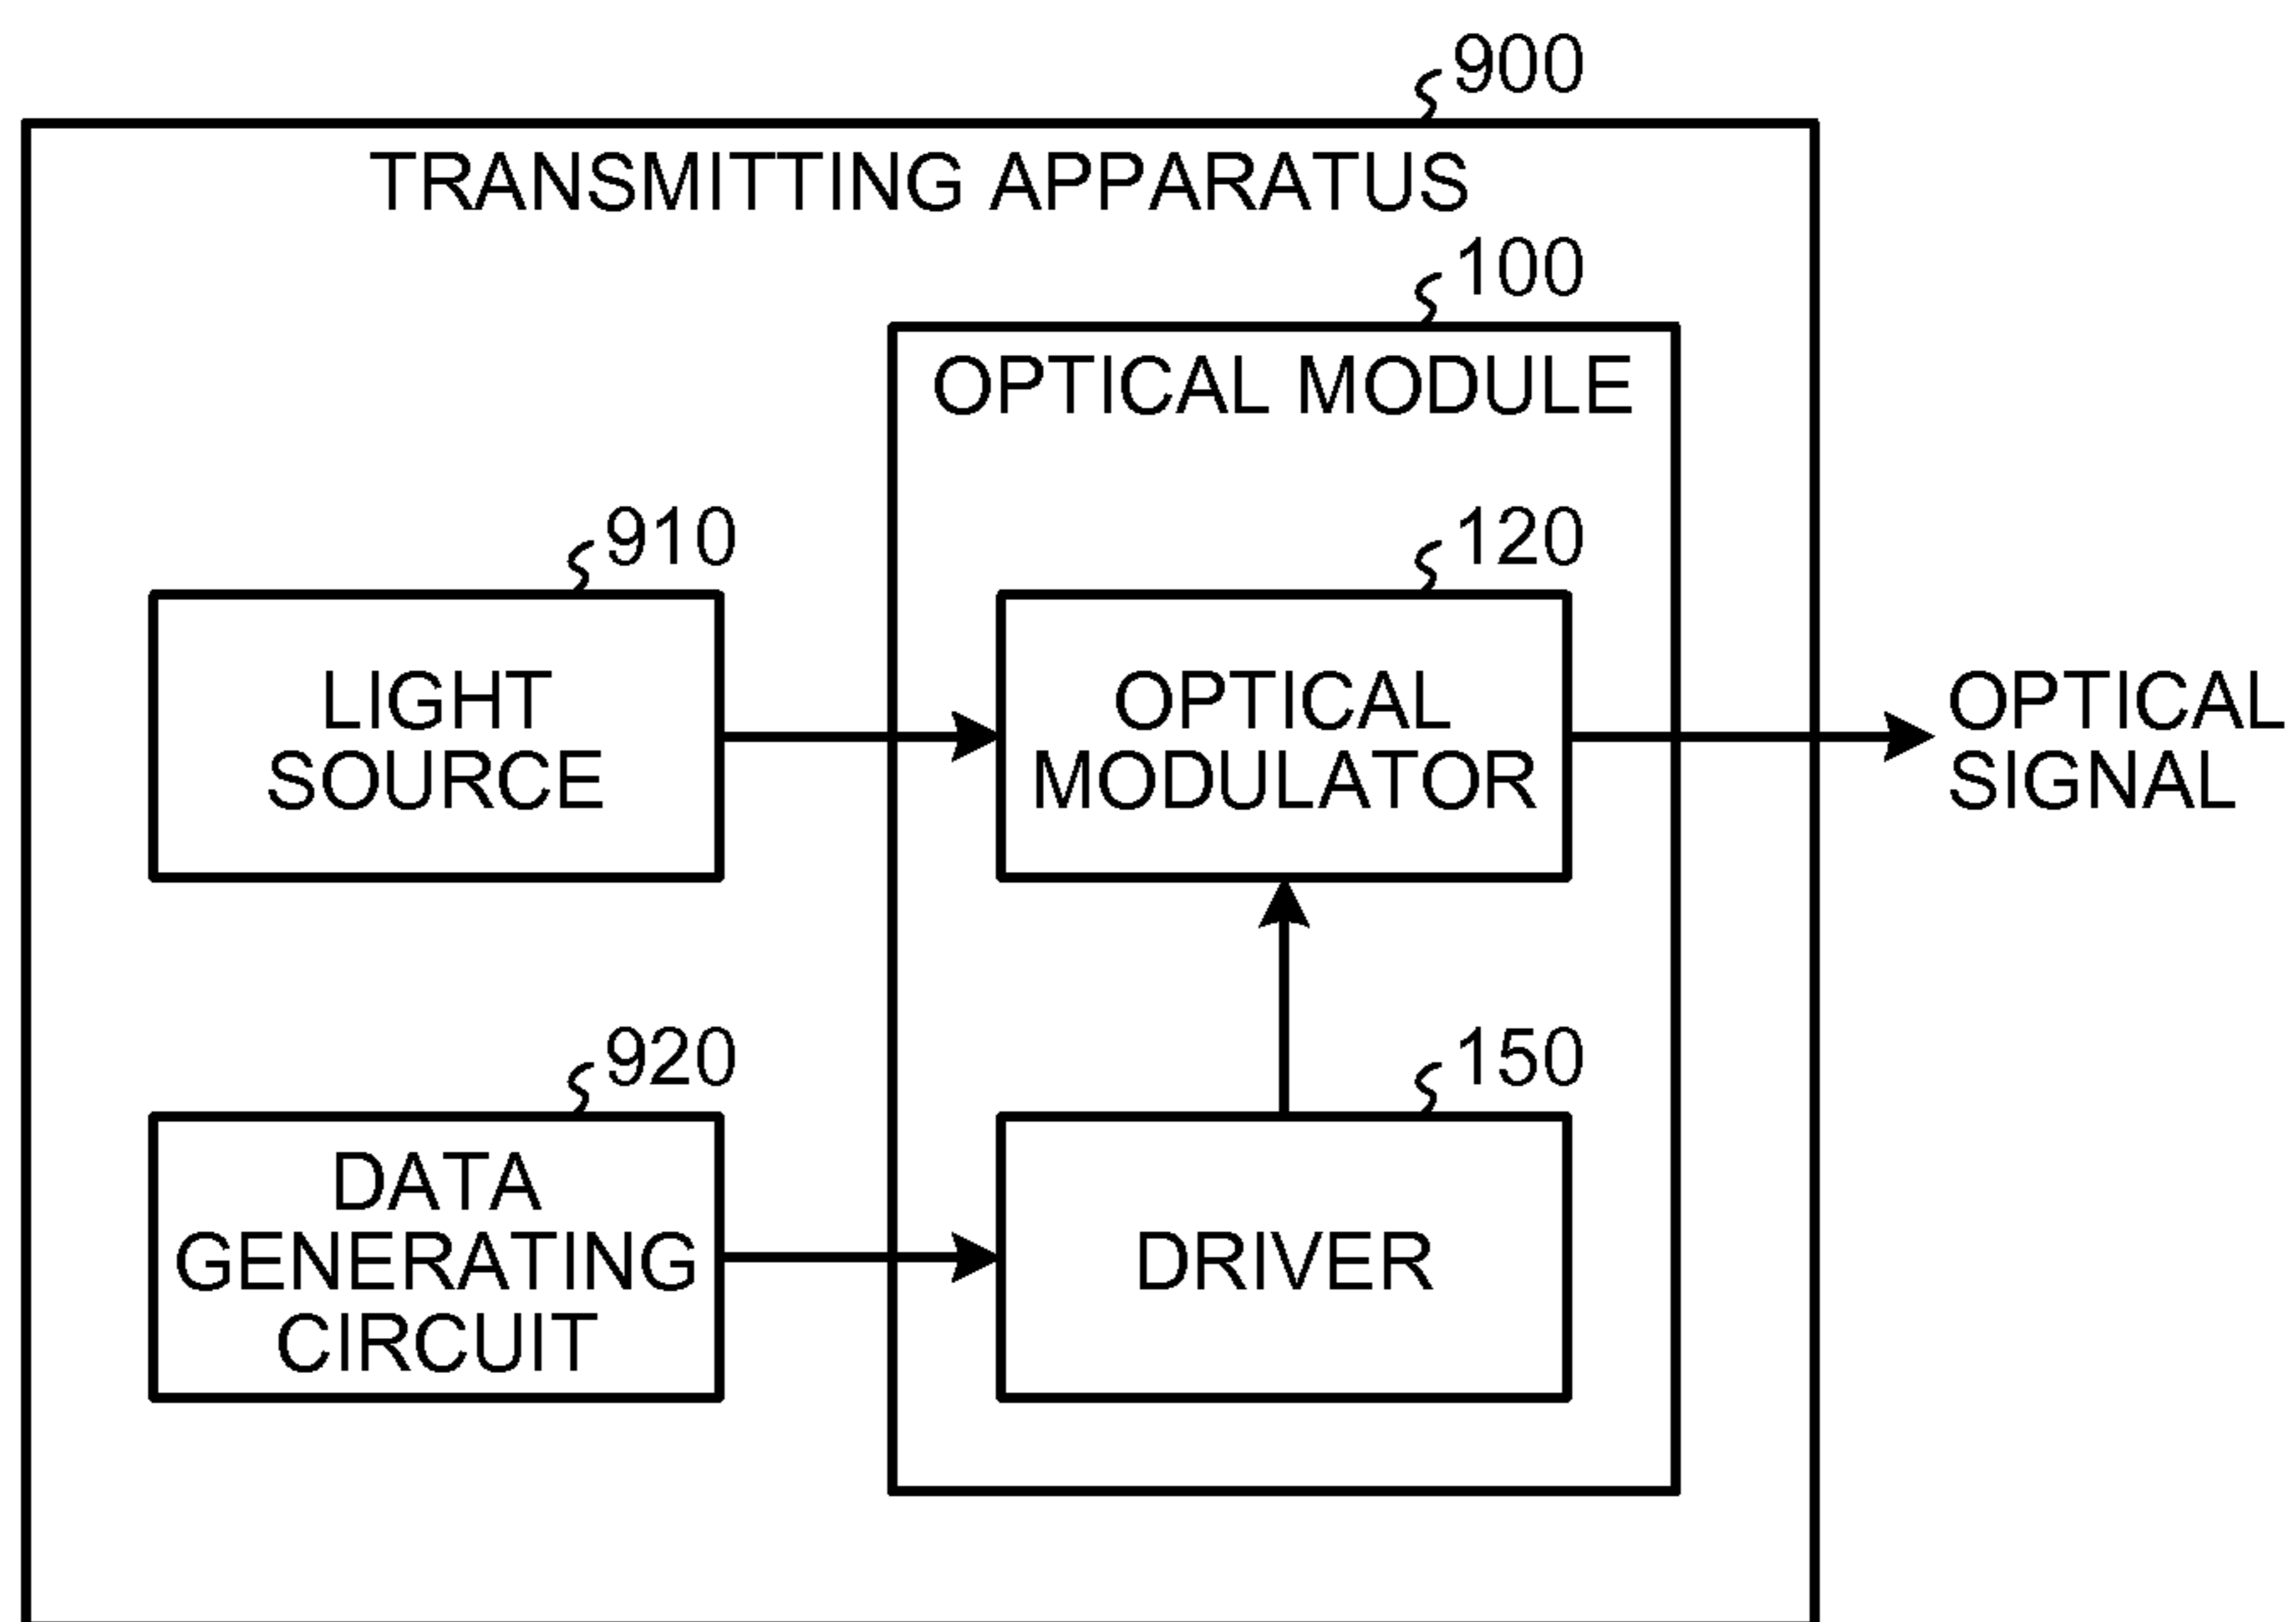 900
TRANSMITTING APPARATUS
100
OPTICAL MODULE
910
LIGHT
SOURCE
120
OPTICAL
MODULATOR
OPTICAL
SIGNAL
920
DATA
GENERATING
CIRCUIT
150
DRIVER